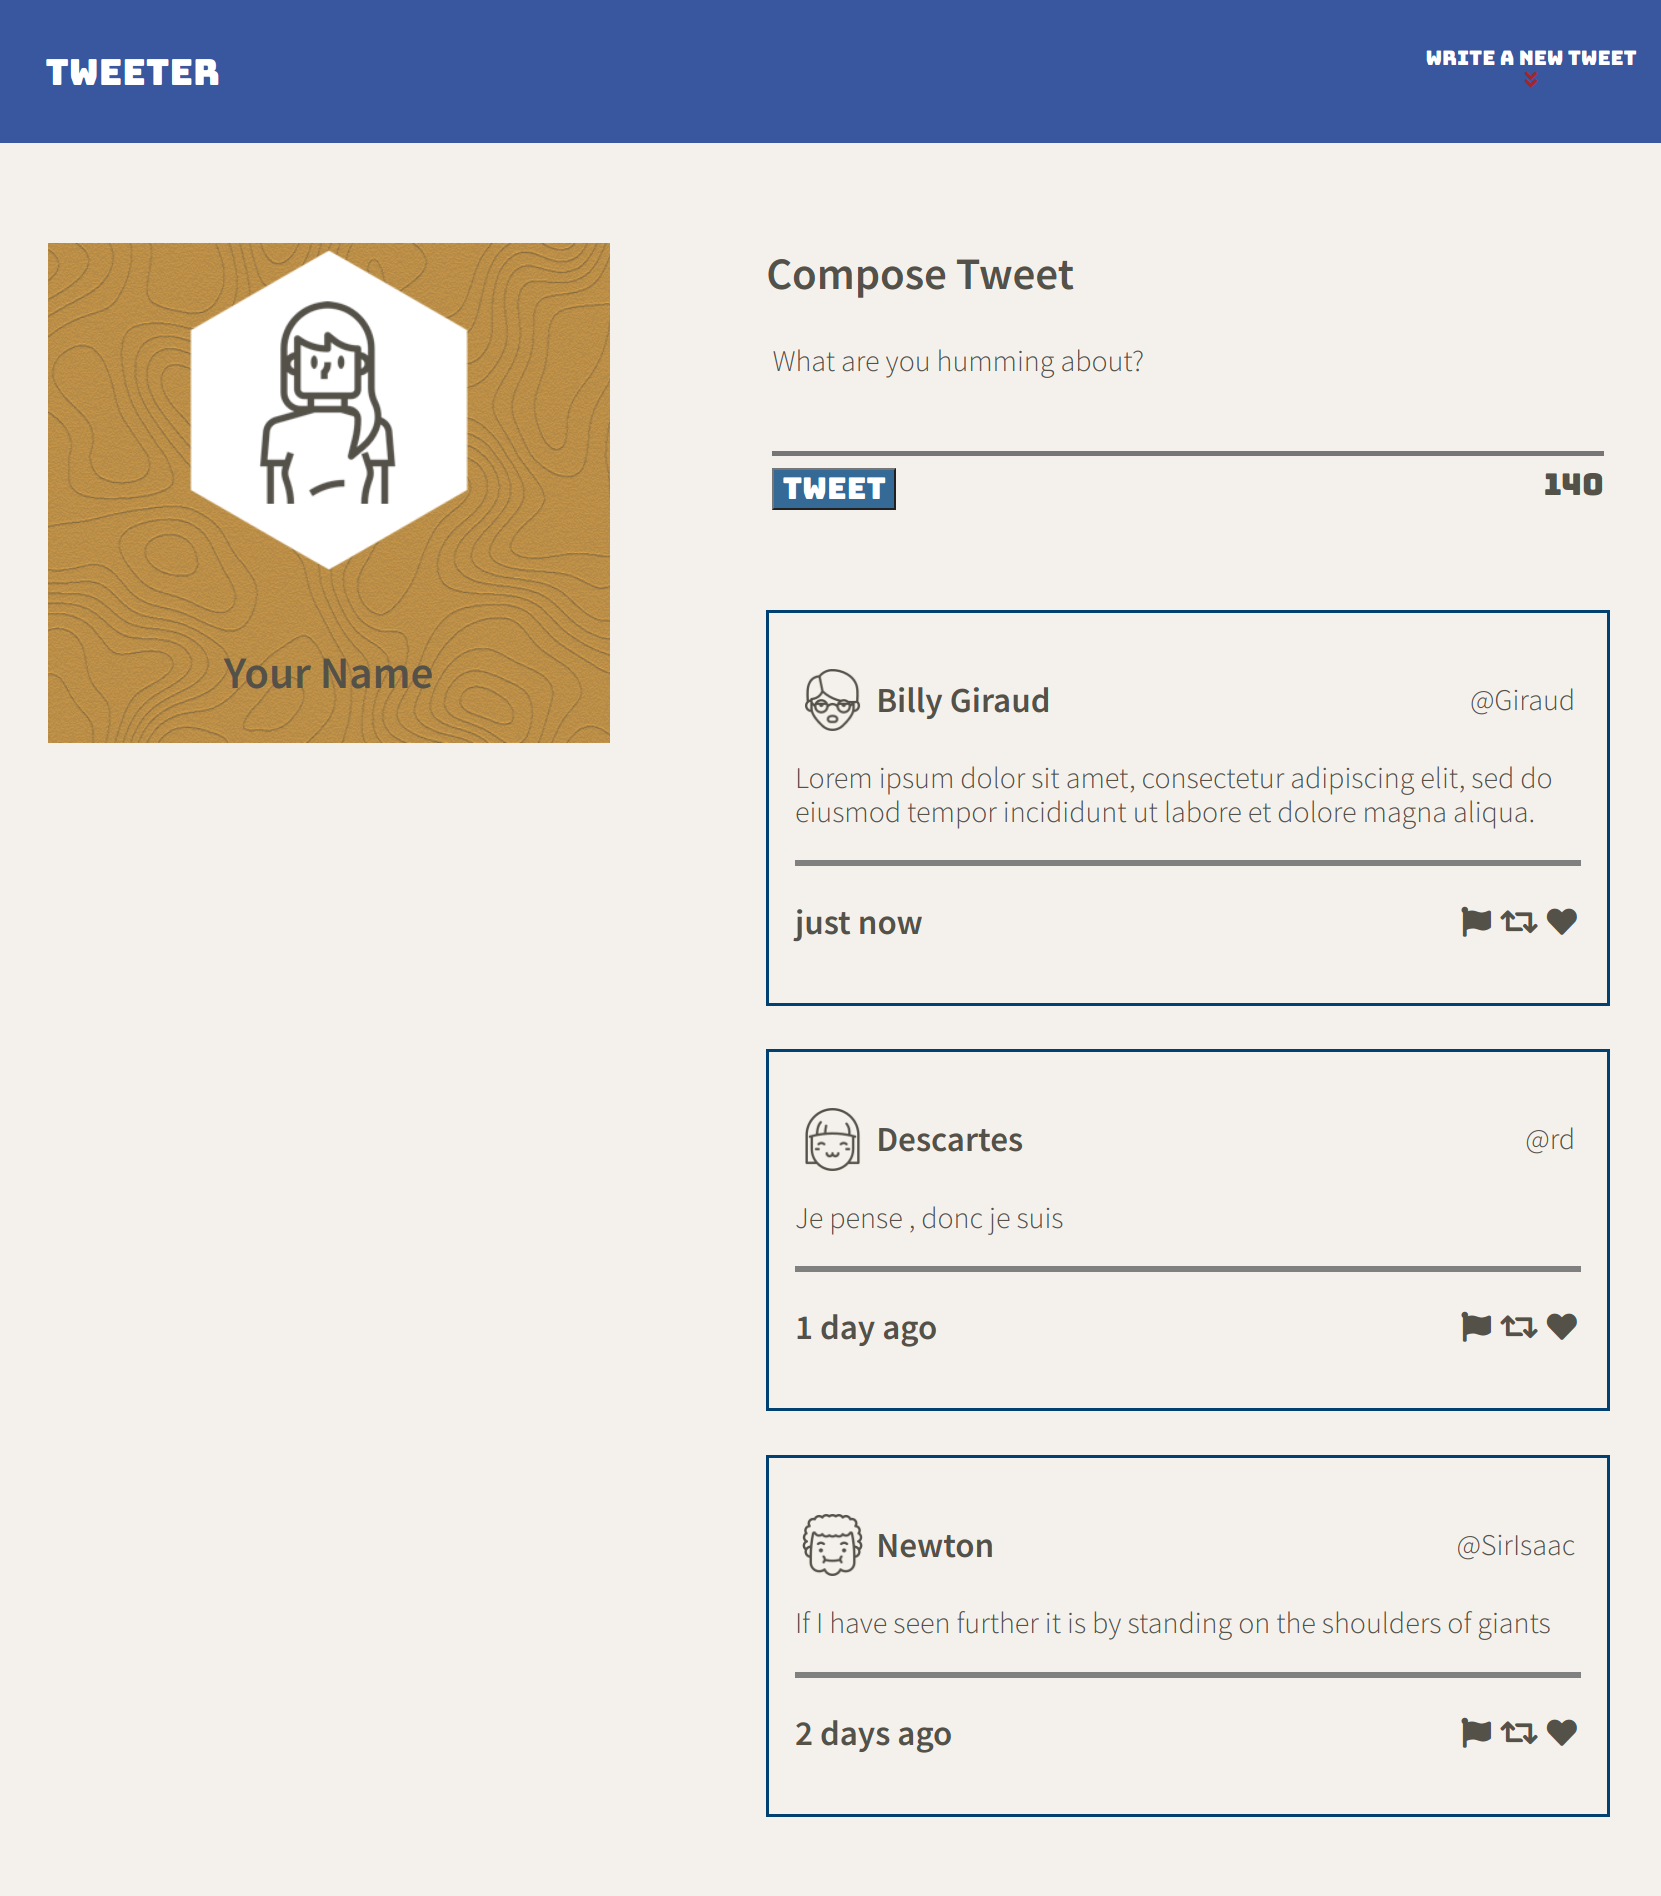 TWEETER
WRITE A NEW TWEET
Your Name
Compose Tweet
What are you humming about?
TWEET
140
Billy Giraud
@Giraud
Lorem ipsum dolor sit amet, consectetur adipiscing elit, sed do
eiusmod tempor incididunt ut labore et dolore magna aliqua.
just now
Descartes
@rd
Je pense , donc je suis
1 day ago
Newton
@SirIsaac
If I have seen further it is by standing on the shoulders of giants
2 days ago